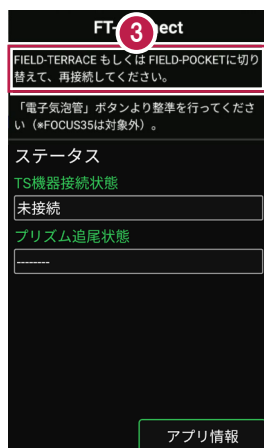 FT-
3
ect
FIELD-TERRACE もしくは FIELD-POCKETに切り
替えて、再接続してください。
「電子気泡管」ボタンより整準を行ってくださ
い（※FOCUS35は対象外）。
ステータス
TS機器接続状態
未接続
プリズム追尾状態
--------
アプリ情報